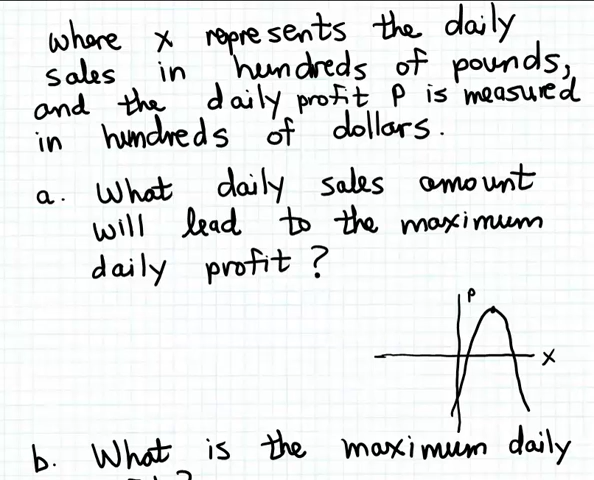 where x represents the daily
sales in hundreds of pounds,
and the daily profit P is measured
in hundreds of dollars.
a. What daily sales amount
will lead to the maximum
daily profit?
P
x
b. What is the maximum daily